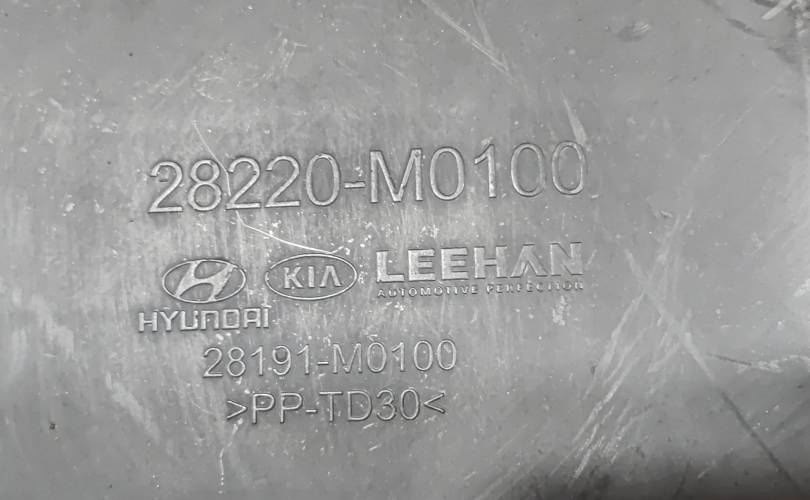 28220-M0100
HYUNDAI KIA LEEHAN
AUTOMOTIVE PERFECTION
28191-M0100
>PP-TD30<